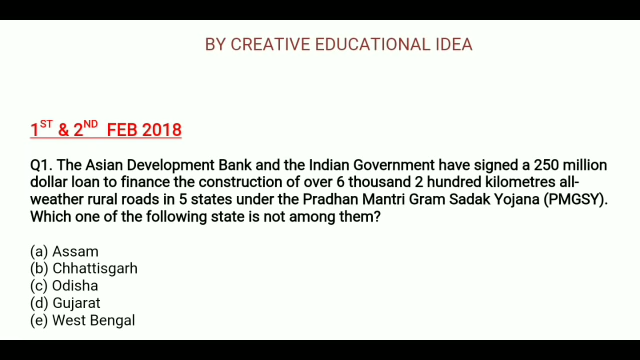 BY CREATIVE EDUCATIONAL IDEA
1ST & 2ND FEB 2018
Q1. The Asian Development Bank and the Indian Government have signed a 250 million
dollar loan to finance the construction of over 6 thousand 2 hundred kilometres all-
weather rural roads in 5 states under the Pradhan Mantri Gram Sadak Yojana (PMGSY).
Which one of the following state is not among them?
(a) Assam
(b) Chhattisgarh
(c) Odisha
(d) Gujarat
(e) West Bengal